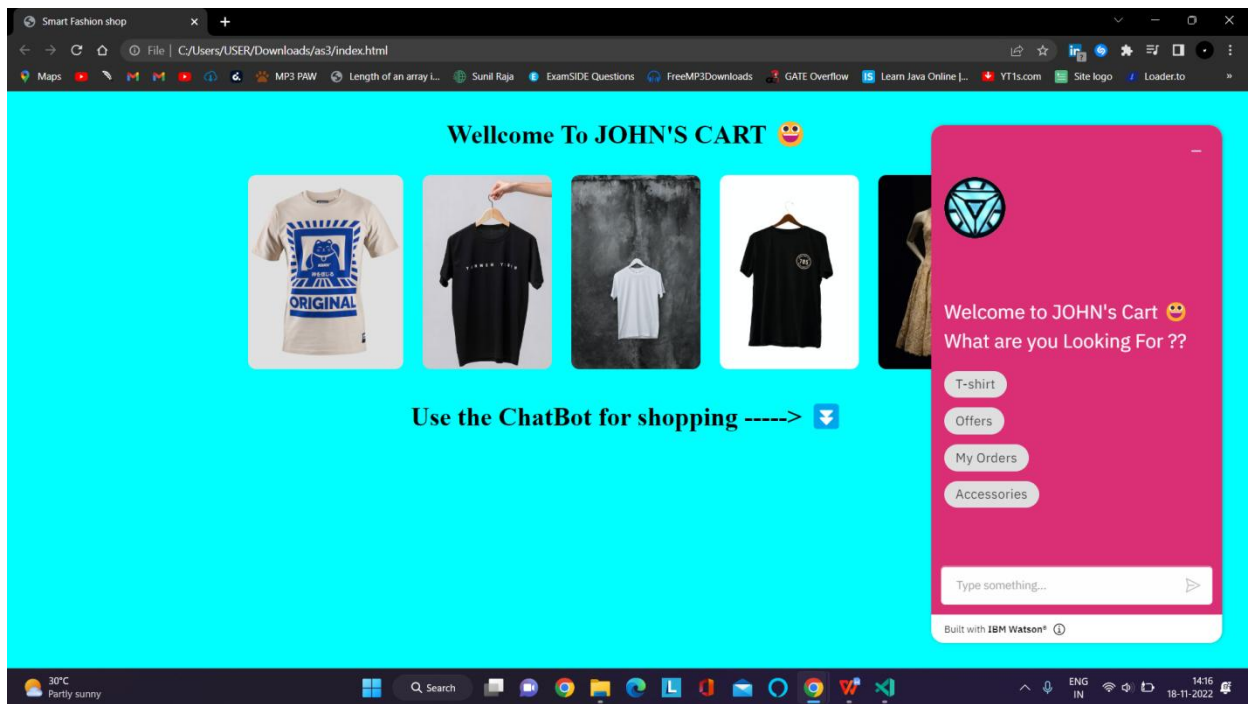 Smart Fashion shop
File | C:/Users/USER/Downloads/as3/index.html
Maps
MP3 PAW
Length of an array i...
Sunil Raja
ExamSIDE Questions
FreeMP3Downloads
GATE Overflow
Learn Java Online |...
YT1s.com
Site logo
Loader.to
»
Wellcome To JOHN'S CART 😀
ORIGINAL
Use the ChatBot for shopping -----> ⏬
Welcome to JOHN's Cart 😀
What are you Looking For ??
T-shirt
Offers
My Orders
Accessories
Type something...
Built with IBM Watson®
30°C
Partly sunny
Search
ENG
IN
14:16
18-11-2022